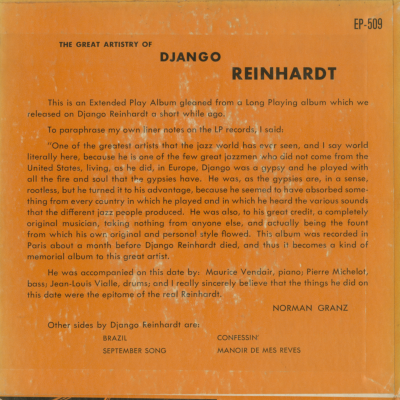 EP-509
THE GREAT ARTISTRY OF
DJANGO
REINHARDT
This is an Extended Play Album gleaned from a Long Playing album which we
released on Django Reinhardt a short while ago.
To paraphrase my own liner notes on the LP records, I said:
"One of the greatest artists that the jazz world has ever seen, and I say world
literally here, because he is one of the few great jazzmen who did not come from the
United States, living, as he did, in Europe, Django was a gypsy and he played with
all the fire and soul that the gypsies have. He was, as the gypsies are, in a sense,
rootless, but he turned it to his advantage, because he seemed to have absorbed some-
thing from every country in which he played and in which he heard the various sounds
that the different jazz people produced. He was also, to his great credit, a completely
original musician, taking nothing from anyone else, and actually being the fount
from which his own original and personal style flowed. This album was recorded in
Paris about a month before Django Reinhardt died, and thus it becomes a kind of
memorial album to this great artist.
He was accompanied on this date by: Maurice Vendair, piano; Pierre Michelot,
bass; Jean-Louis Vialle, drums; and I really sincerely believe that the things he did on
this date were the epitome of the real Reinhardt.
NORMAN GRANZ
Other sides by Django Reinhardt are:
BRAZIL CONFESSIN'
SEPTEMBER SONG MANOIR DE MES REVES